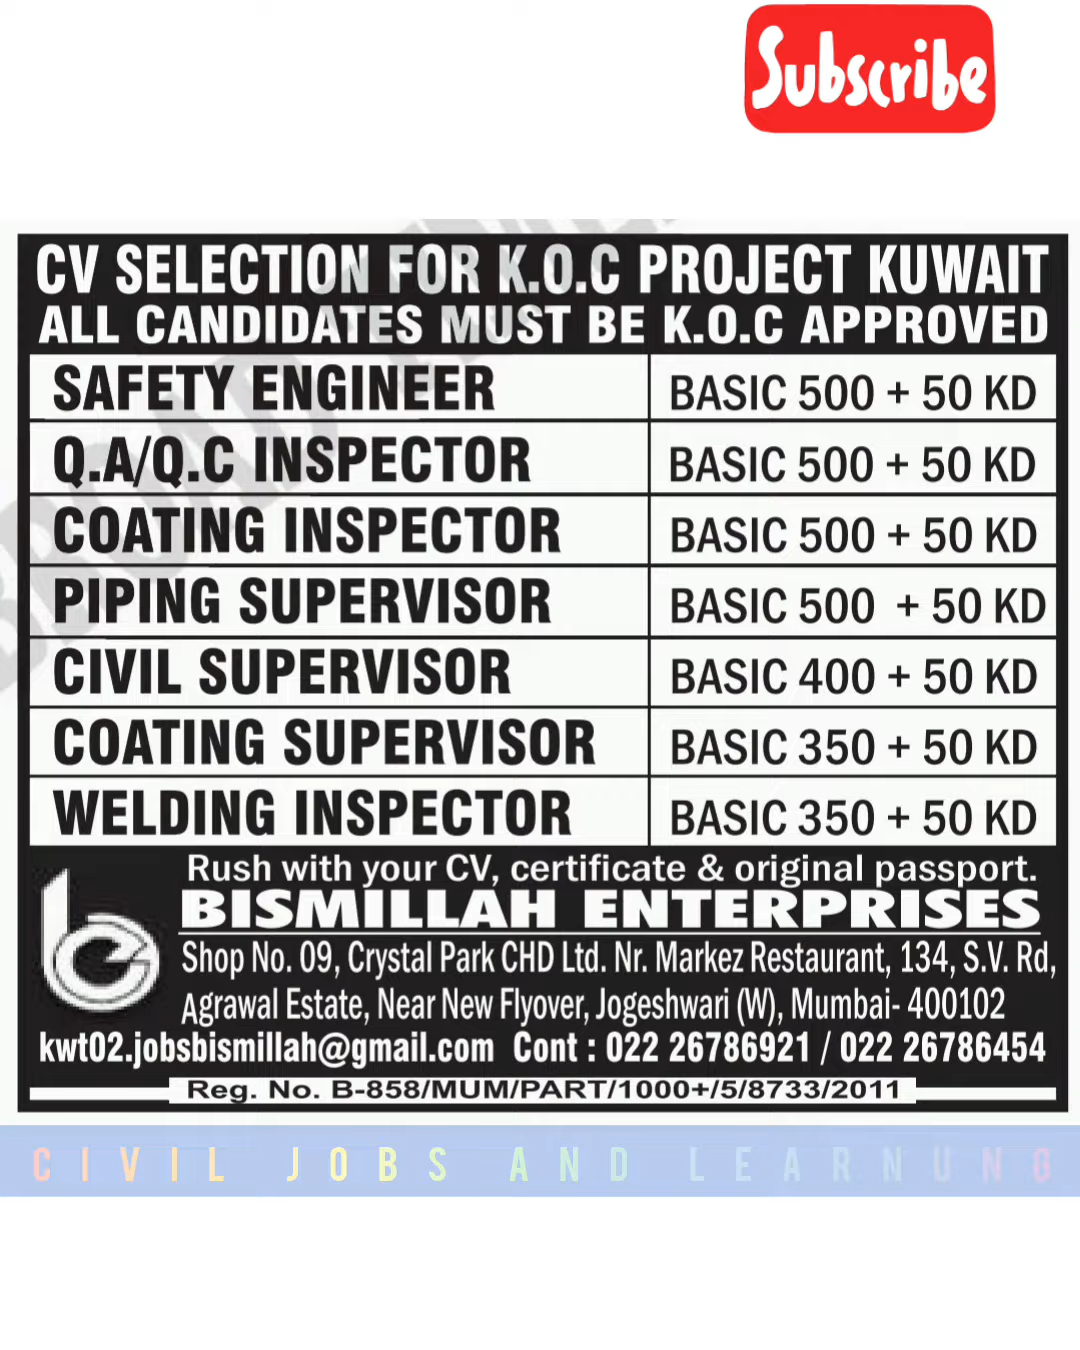 Subscribe
CV SELECTION FOR K.O.C PROJECT KUWAIT
ALL CANDIDATES MUST BE K.O.C APPROVED
SAFETY ENGINEER BASIC 500 + 50 KD
Q.A/Q.C INSPECTOR BASIC 500 + 50 KD
COATING INSPECTOR BASIC 500 + 50 KD
PIPING SUPERVISOR BASIC 500 + 50 KD
CIVIL SUPERVISOR BASIC 400 + 50 KD
COATING SUPERVISOR BASIC 350 + 50 KD
WELDING INSPECTOR BASIC 350 + 50 KD
Rush with your CV, certificate & original passport.
BISMILLAH ENTERPRISES
Shop No. 09, Crystal Park CHD Ltd. Nr. Markez Restaurant, 134, S.V. Rd,
Agrawal Estate, Near New Flyover, Jogeshwari (W), Mumbai- 400102
kwt02.jobsbismillah@gmail.com Cont : 022 26786921 / 022 26786454
Reg. No. B-858/MUM/PART/1000+/5/8733/2011
CIVIL JOBS AND LEARNUNG